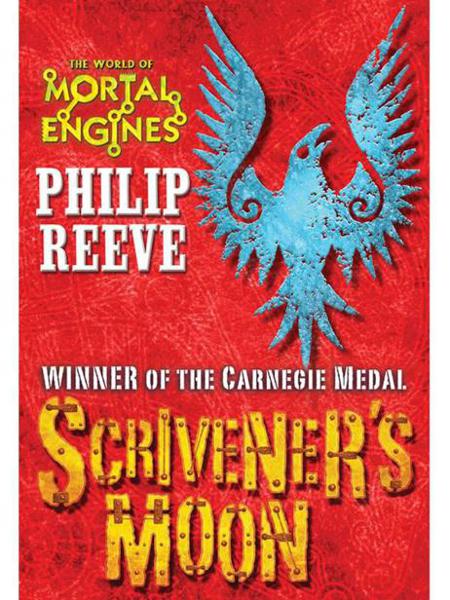 THE WORLD OF
MORTAL
ENGINES
PHILIP
REEVE
WINNER OF THE CARNEGIE MEDAL
SCRIVENER'S
MOON